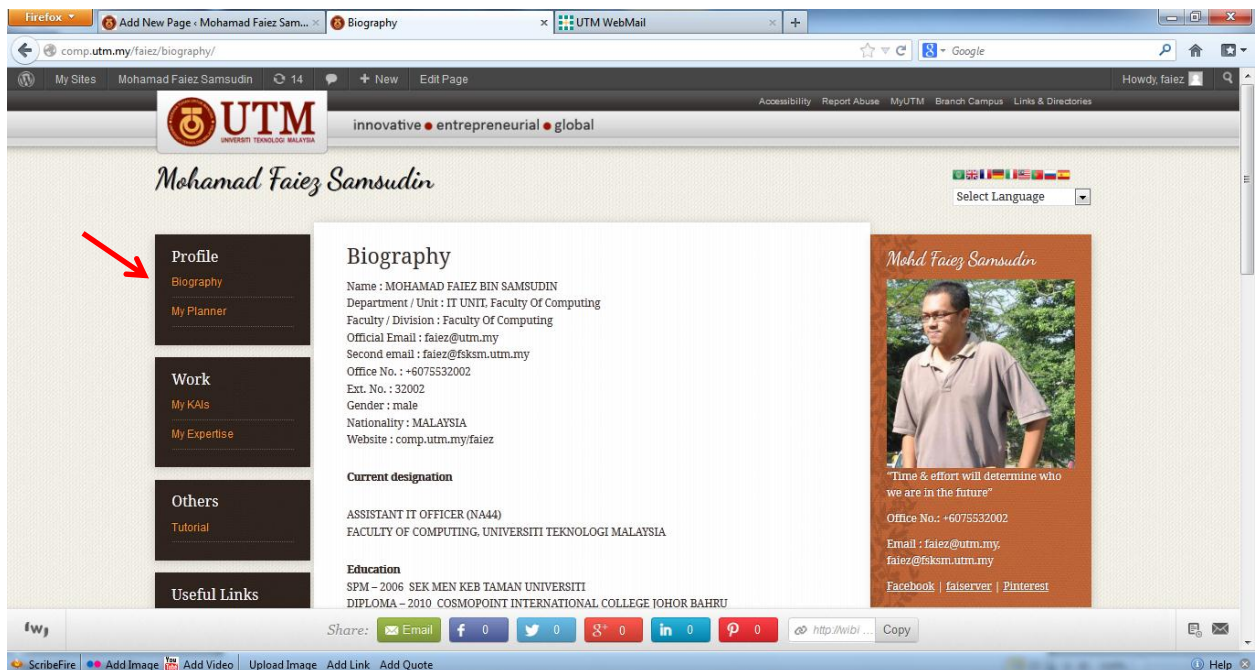 Firefox
Add New Page ‹ Mohamad Faiez Sam...
Biography
UTM WebMail
comp.utm.my/faiez/biography/
Google
My Sites Mohamad Faiez Samsudin 14 + New Edit Page Howdy, faiez
Accessibility Report Abuse MyUTM Branch Campus Links & Directories
UTM
UNIVERSITI TEKNOLOGI MALAYSIA
innovative ● entrepreneurial ● global
Mohamad Faiez Samsudin
Select Language
Profile
Biography
My Planner
Work
My KAIs
My Expertise
Others
Tutorial
Useful Links
Biography
Name : MOHAMAD FAIEZ BIN SAMSUDIN
Department / Unit : IT UNIT, Faculty Of Computing
Faculty / Division : Faculty Of Computing
Official Email : faiez@utm.my
Second email : faiez@fsksm.utm.my
Office No. : +6075532002
Ext. No. : 32002
Gender : male
Nationality : MALAYSIA
Website : comp.utm.my/faiez
Current designation
ASSISTANT IT OFFICER (NA44)
FACULTY OF COMPUTING, UNIVERSITI TEKNOLOGI MALAYSIA
Education
SPM – 2006 SEK MEN KEB TAMAN UNIVERSITI
DIPLOMA – 2010 COSMOPOINT INTERNATIONAL COLLEGE JOHOR BAHRU
Mohd Faiez Samsudin
"Time & effort will determine who
we are in the future"
Office No.: +6075532002
Email : faiez@utm.my,
faiez@fsksm.utm.my
Facebook | faiserver | Pinterest
Share: Email 0 0 0 0 0 http://wibi ... Copy
ScribeFire Add Image Add Video Upload Image Add Link Add Quote Help